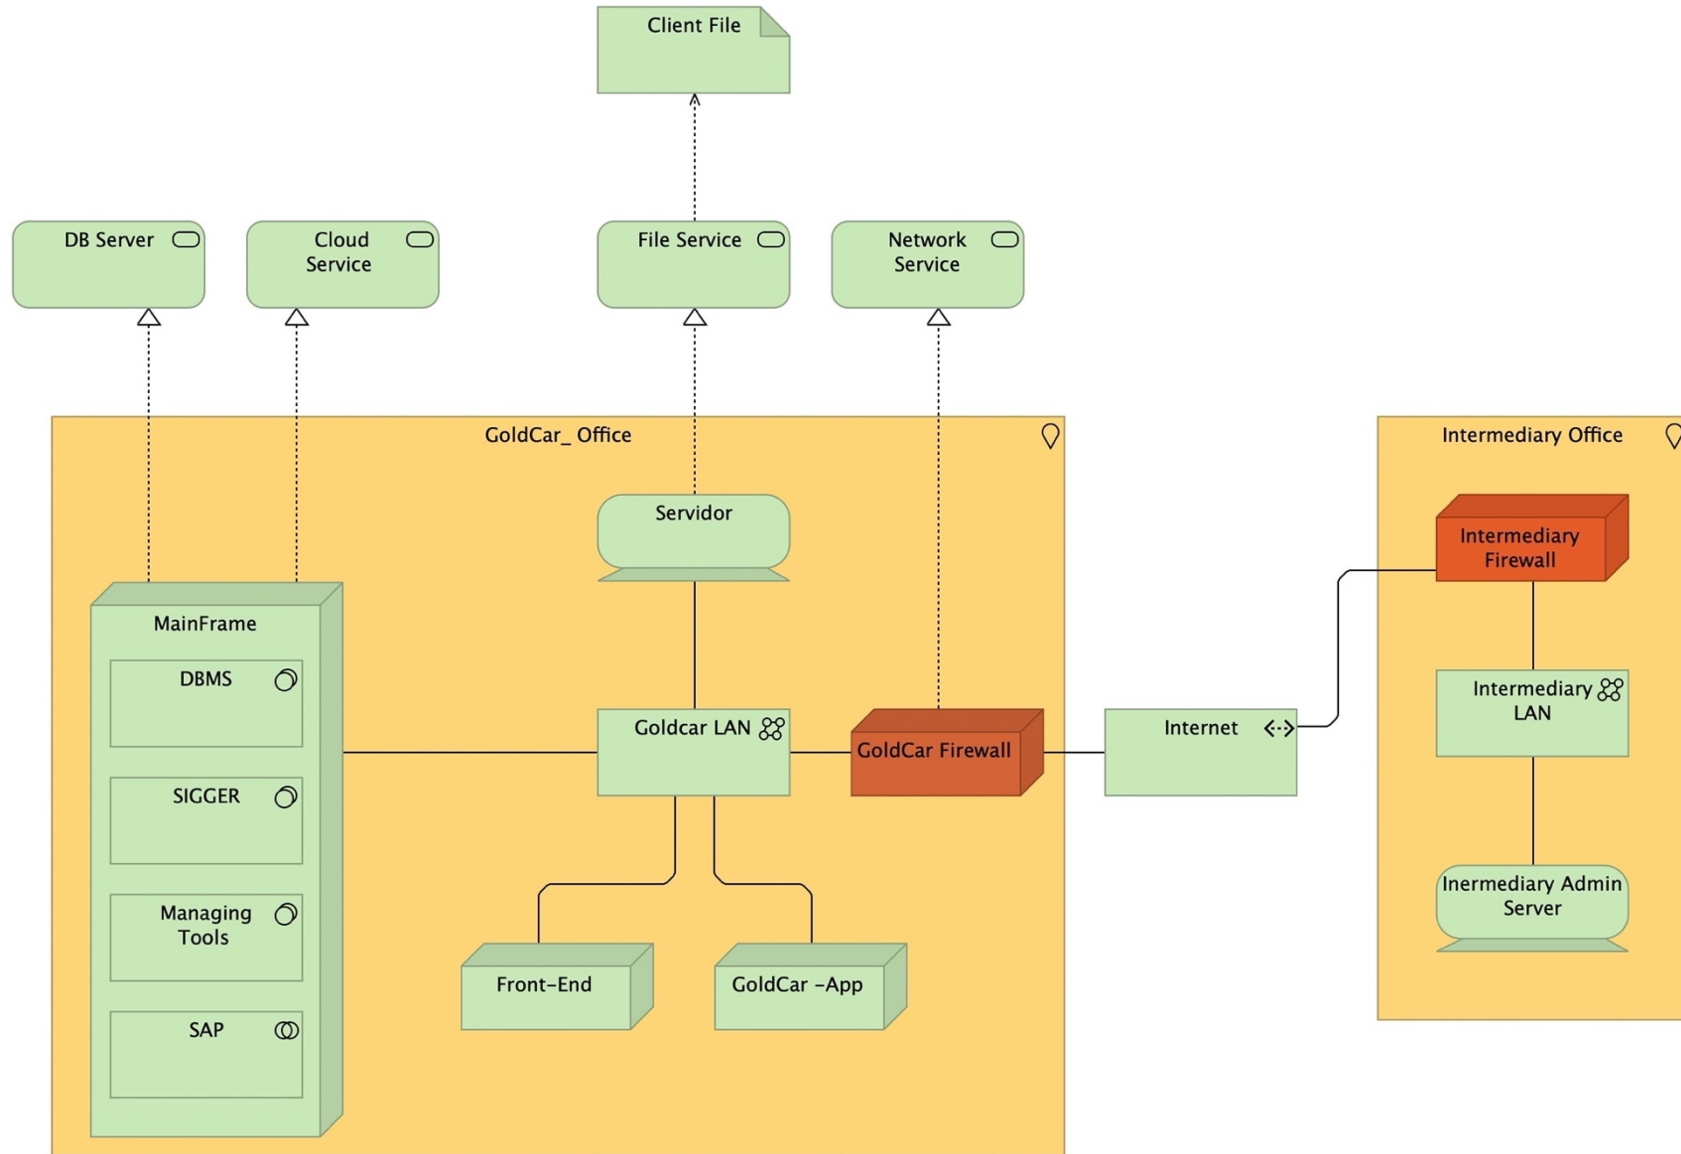 Client File
DB Server
Cloud
Service
File Service
Network
Service
GoldCar_ Office
Servidor
MainFrame
DBMS
SIGGER
Managing
Tools
SAP
Goldcar LAN
GoldCar Firewall
Front-End
GoldCar -App
Internet
Intermediary Office
Intermediary
Firewall
Intermediary
LAN
Inermediary Admin
Server